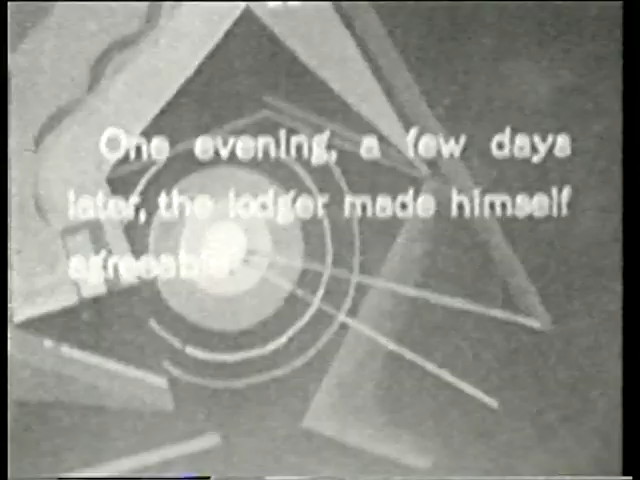 One evening, a few days
later, the lodger made himself
agreeable.